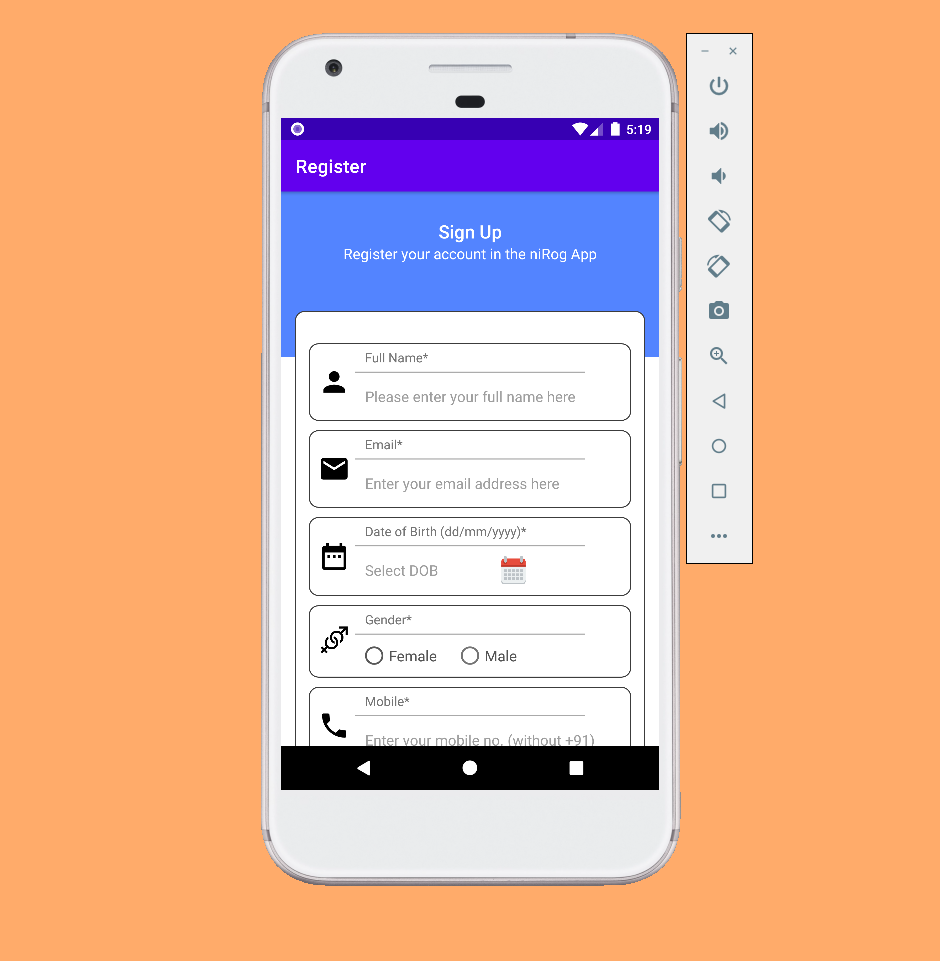 5:19
Register
Sign Up
Register your account in the niRog App
Full Name*
Please enter your full name here
Email*
Enter your email address here
Date of Birth (dd/mm/yyyy)*
Select DOB
Gender*
Female Male
Mobile*
Enter your mobile no. (without +91)